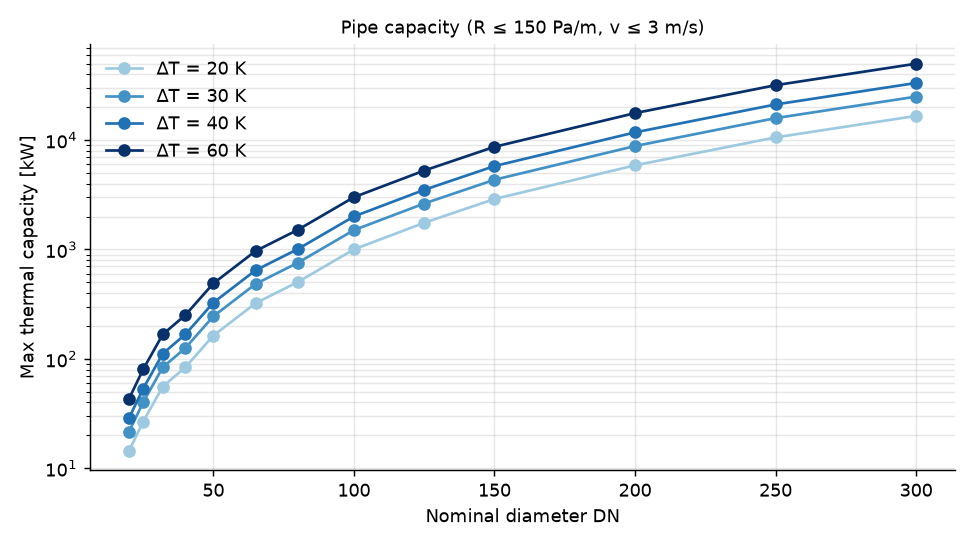 Pipe capacity (R ≤ 150 Pa/m, v ≤ 3 m/s)
ΔT = 20 K
ΔT = 30 K
ΔT = 40 K
ΔT = 60 K
Max thermal capacity [kW]
10⁴
10³
10²
10¹
50 100 150 200 250 300
Nominal diameter DN